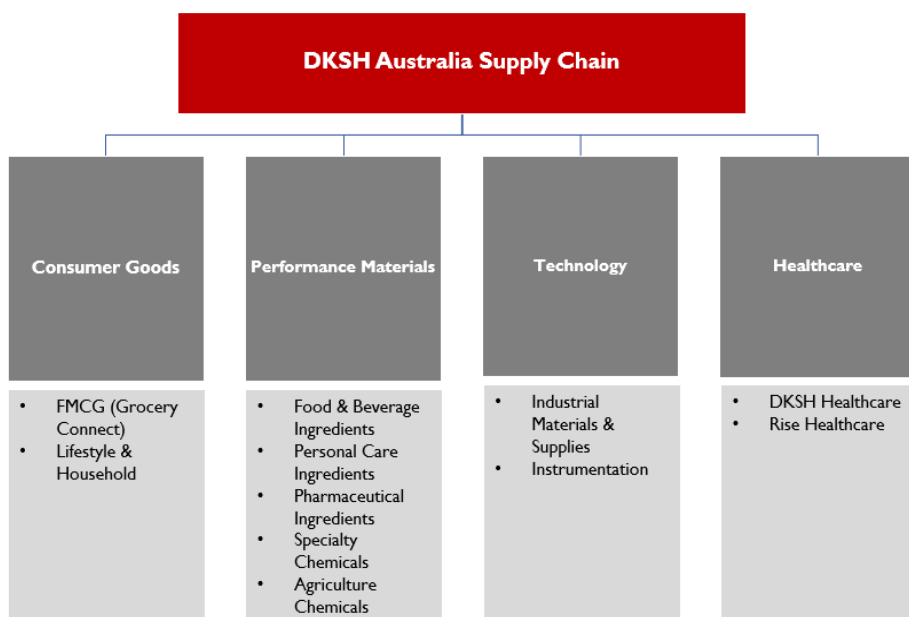 DKSH Australia Supply Chain
Consumer Goods
Performance Materials
Technology
Healthcare
• FMCG (Grocery
Connect)
• Lifestyle &
Household
• Food & Beverage
Ingredients
• Personal Care
Ingredients
• Pharmaceutical
Ingredients
• Specialty
Chemicals
• Agriculture
Chemicals
• Industrial
Materials &
Supplies
• Instrumentation
• DKSH Healthcare
• Rise Healthcare